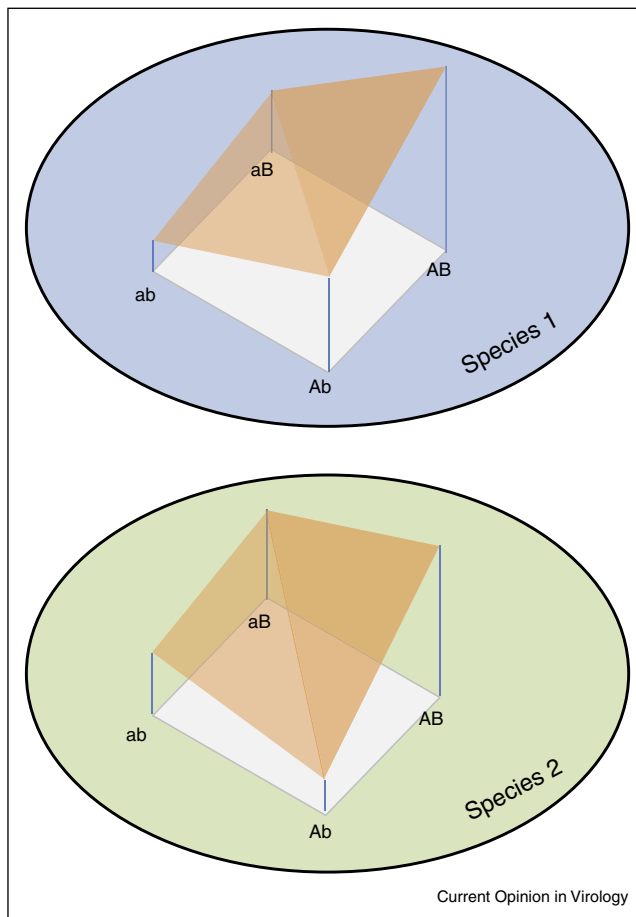 aB
AB
ab
Species 1
Ab
aB
AB
ab
Species 2
Ab
Current Opinion in Virology